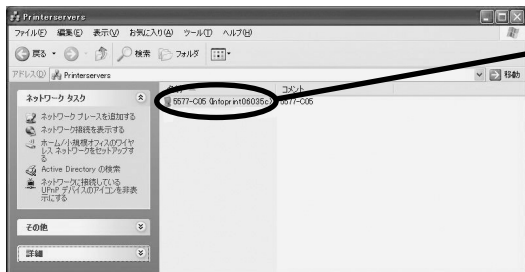 Printerservers
ファイル(F) 編集(E) 表示(V) お気に入り(A) ツール(T) ヘルプ(H)
戻る 検索 フォルダ
アドレス(D) Printerservers 移動
コメント
5577-C05 (Infoprint06035c) 5577-C05
ネットワーク タスク
ネットワーク プレースを追加する
ネットワーク接続を表示する
ホーム/小規模オフィスのワイヤ
レス ネットワークをセットアップす
る
Active Directory の検索
ネットワークに接続している
UPnP デバイスのアイコンを非表
示にする
その他
詳細